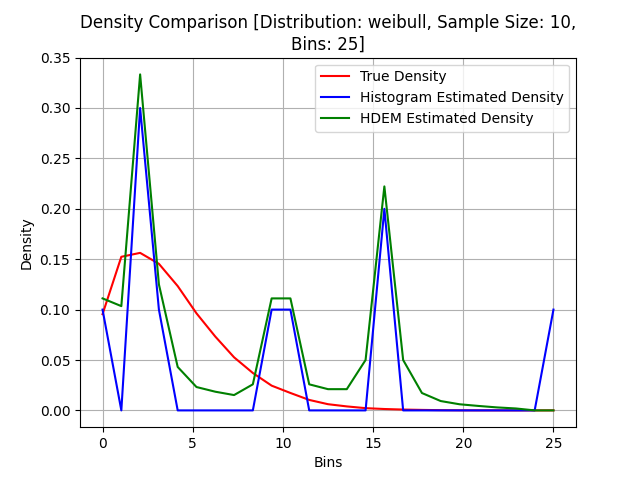 Density Comparison [Distribution: weibull, Sample Size: 10,
Bins: 25]
True Density
Histogram Estimated Density
HDEM Estimated Density
0.35
0.30
0.25
0.20
0.15
0.10
0.05
0.00
Density
0 5 10 15 20 25
Bins